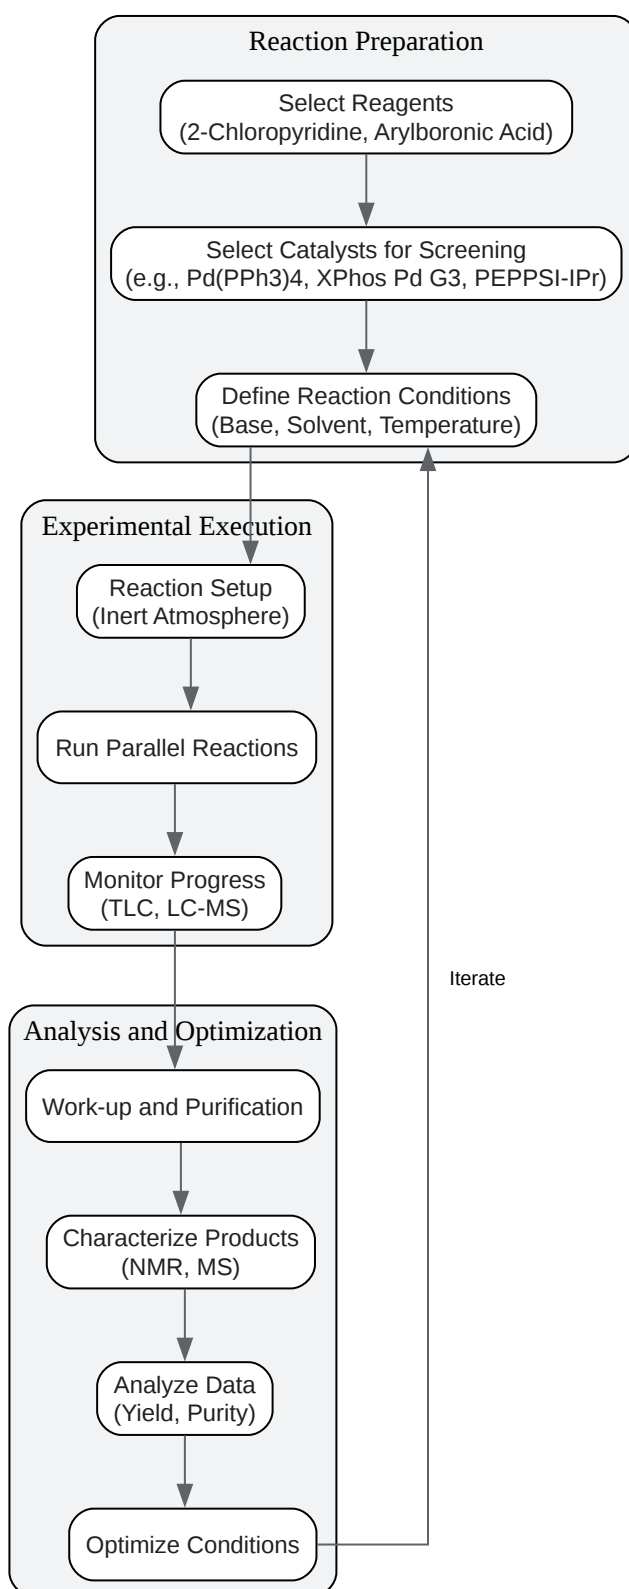 Reaction Preparation
Select Reagents
(2-Chloropyridine, Arylboronic Acid)
Select Catalysts for Screening
(e.g., Pd(PPh3)4, XPhos Pd G3, PEPPSI-IPr)
Define Reaction Conditions
(Base, Solvent, Temperature)
Experimental Execution
Reaction Setup
(Inert Atmosphere)
Run Parallel Reactions
Monitor Progress
(TLC, LC-MS)
Iterate
Analysis and Optimization
Work-up and Purification
Characterize Products
(NMR, MS)
Analyze Data
(Yield, Purity)
Optimize Conditions